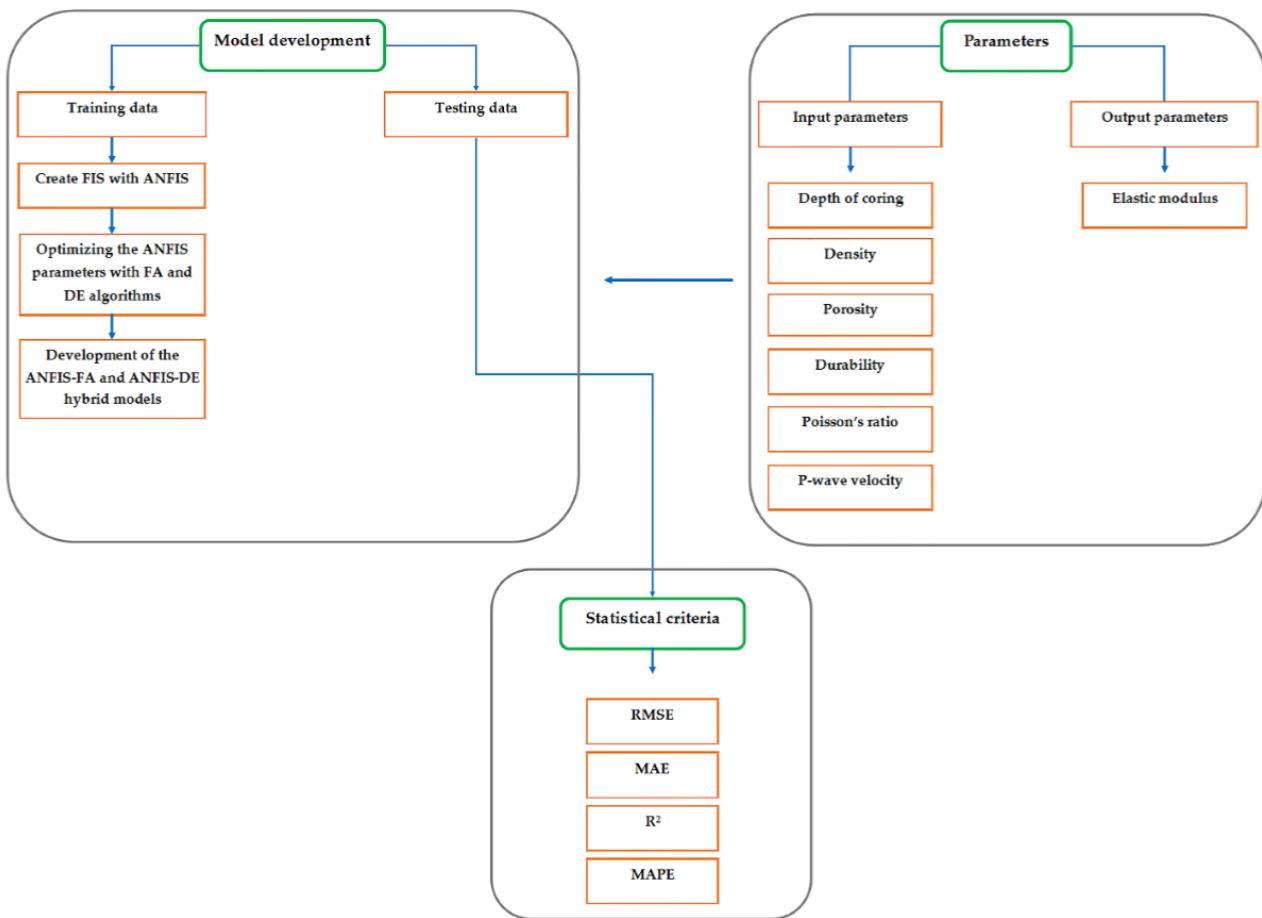 Model development
Training data
Testing data
Create FIS with ANFIS
Optimizing the ANFIS
parameters with FA and
DE algorithms
Development of the
ANFIS-FA and ANFIS-DE
hybrid models
Parameters
Input parameters
Output parameters
Depth of coring
Elastic modulus
Density
Porosity
Durability
Poisson's ratio
P-wave velocity
Statistical criteria
RMSE
MAE
R²
MAPE